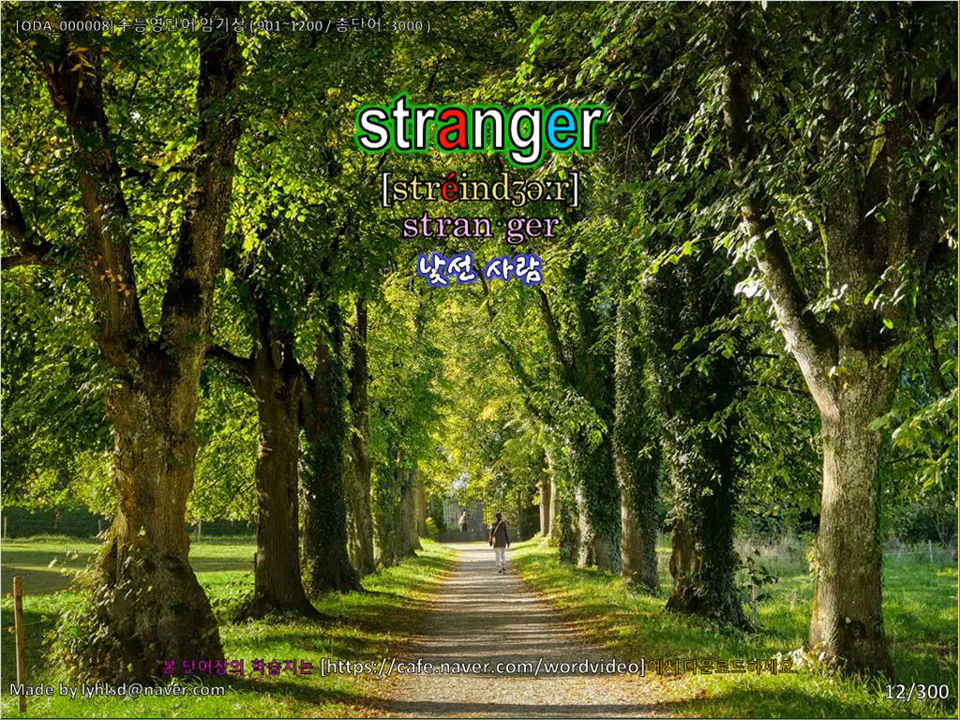 [ODA_000008] 수능영단어 암기상 ( 901~1200 / 총단어: 3000 )
stranger
[stréindʒəːr]
stran·ger
낯선 사람
본 단어장의 학습지는 [https://cafe.naver.com/wordvideo]에서 다운로드하세요
Made by lyhlsd@naver.com
12/300